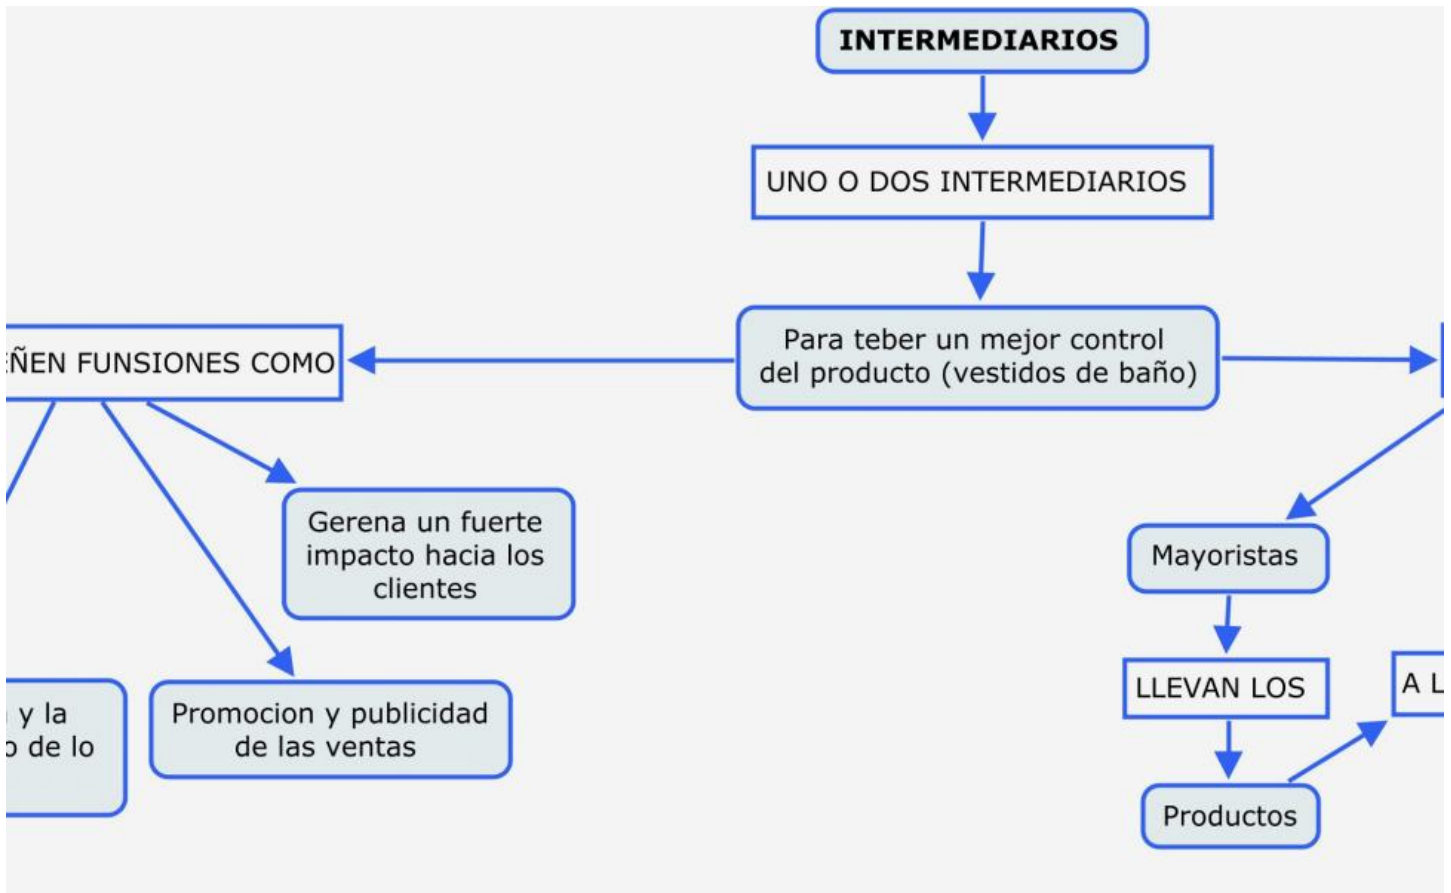 INTERMEDIARIOS
UNO O DOS INTERMEDIARIOS
Para teber un mejor control
del producto (vestidos de baño)
FUNSIONES COMO
Gerena un fuerte
impacto hacia los
clientes
Promocion y publicidad
de las ventas
y la
de lo
Mayoristas
LLEVAN LOS
Productos
A